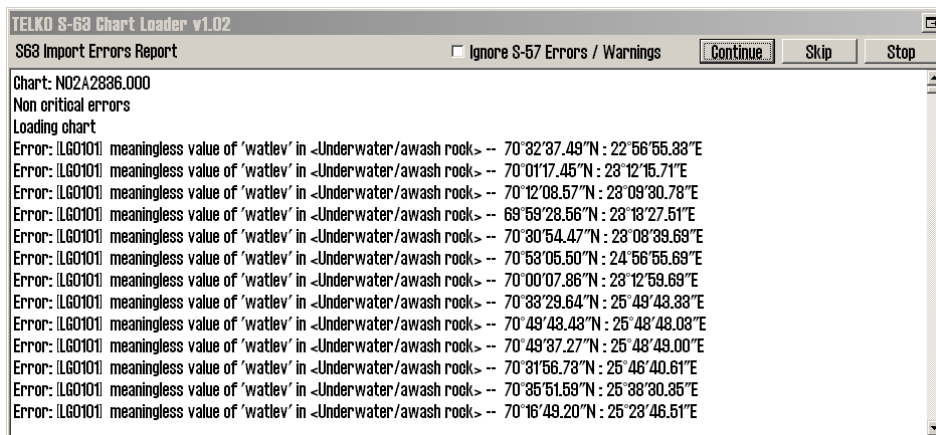 TELKO S-63 Chart Loader v1.02
S63 Import Errors Report Ignore S-57 Errors / Warnings Continue Skip Stop
Chart: NO2A2836.000
Non critical errors
Loading chart
Error: [LG0101] meaningless value of 'watlev' in <Underwater/awash rock> -- 70°32'37.49"N : 22°56'55.33"E
Error: [LG0101] meaningless value of 'watlev' in <Underwater/awash rock> -- 70°01'17.45"N : 23°12'15.71"E
Error: [LG0101] meaningless value of 'watlev' in <Underwater/awash rock> -- 70°12'08.57"N : 23°09'30.78"E
Error: [LG0101] meaningless value of 'watlev' in <Underwater/awash rock> -- 69°59'28.56"N : 23°13'27.51"E
Error: [LG0101] meaningless value of 'watlev' in <Underwater/awash rock> -- 70°30'54.47"N : 23°08'39.69"E
Error: [LG0101] meaningless value of 'watlev' in <Underwater/awash rock> -- 70°53'05.50"N : 24°56'55.69"E
Error: [LG0101] meaningless value of 'watlev' in <Underwater/awash rock> -- 70°00'07.86"N : 23°12'59.69"E
Error: [LG0101] meaningless value of 'watlev' in <Underwater/awash rock> -- 70°33'29.64"N : 25°49'43.33"E
Error: [LG0101] meaningless value of 'watlev' in <Underwater/awash rock> -- 70°49'43.43"N : 25°48'48.03"E
Error: [LG0101] meaningless value of 'watlev' in <Underwater/awash rock> -- 70°49'37.27"N : 25°48'49.00"E
Error: [LG0101] meaningless value of 'watlev' in <Underwater/awash rock> -- 70°31'56.73"N : 25°46'40.61"E
Error: [LG0101] meaningless value of 'watlev' in <Underwater/awash rock> -- 70°35'51.59"N : 25°38'30.35"E
Error: [LG0101] meaningless value of 'watlev' in <Underwater/awash rock> -- 70°16'49.20"N : 25°23'46.51"E